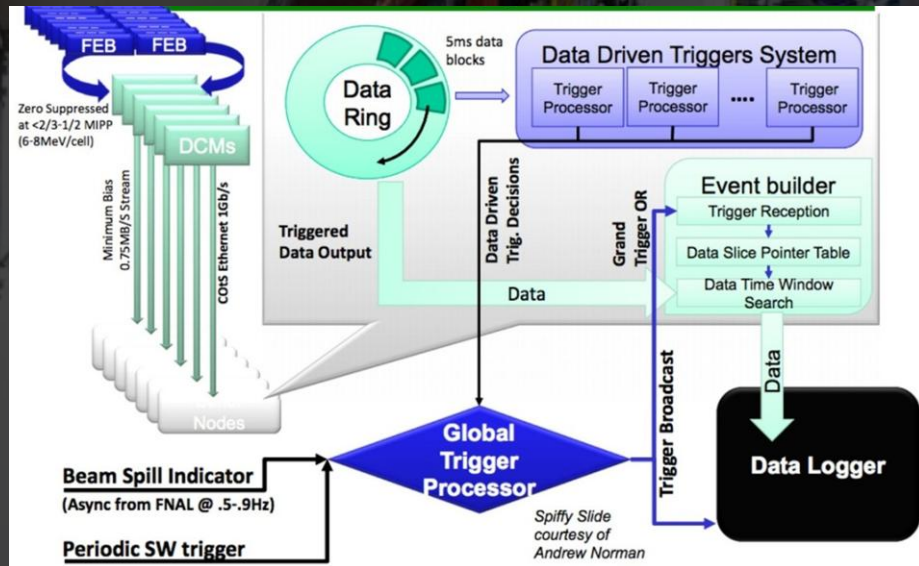 FEB
FEB
Zero Suppressed
at <2/3-1/2 MIPP
(6-8MeV/cell)
DCMs
Minimum Bias
0.75MB/S Stream
COtS Ethernet 1Gb/s
Nodes
Data
Ring
5ms data
blocks
Triggered
Data Output
Data Driven Triggers System
Trigger
Processor
Trigger
Processor
....
Trigger
Processor
Data Driven
Trig. Decisions
Grand
Trigger OR
Event builder
Trigger Reception
Data Slice Pointer Table
Data Time Window
Search
Data
Data
Trigger Broadcast
Global
Trigger
Processor
Data Logger
Beam Spill Indicator
(Async from FNAL @ .5-.9Hz)
Periodic SW trigger
Spiffy Slide
courtesy of
Andrew Norman